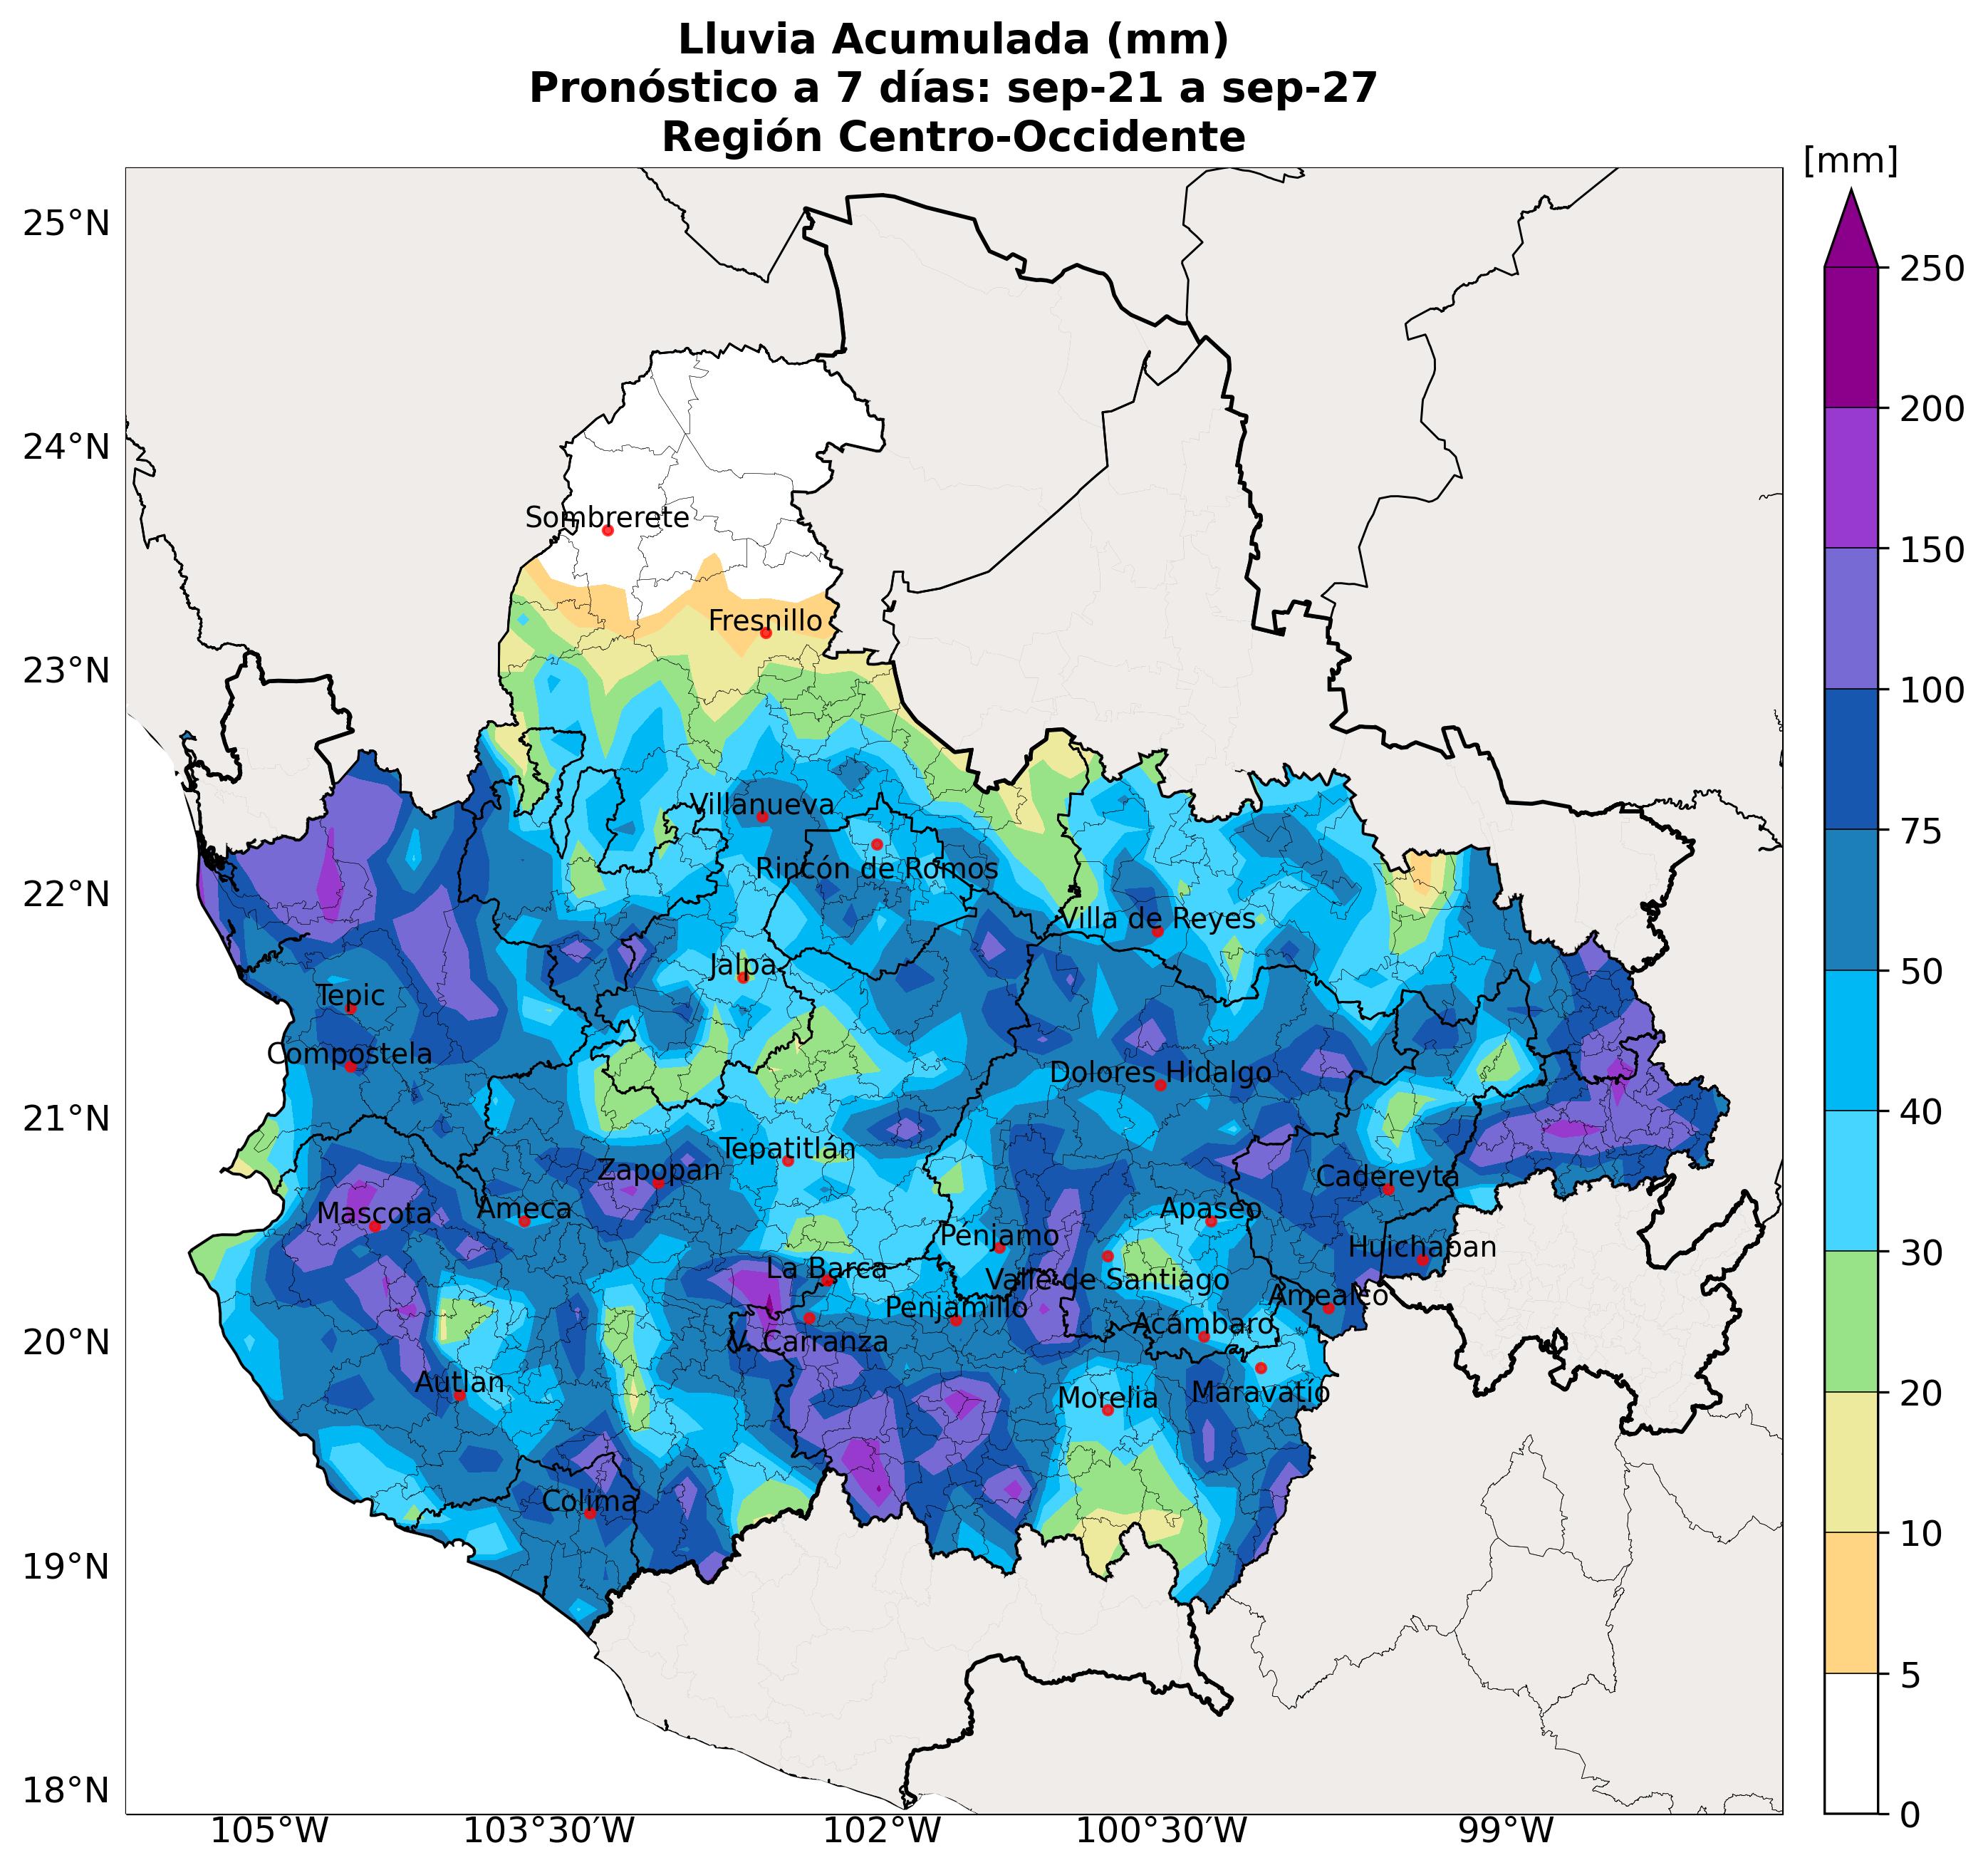 Lluvia Acumulada (mm)
Pronóstico a 7 días: sep-21 a sep-27
Región Centro-Occidente
[mm]
25°N
24°N
23°N
22°N
21°N
20°N
19°N
18°N
Sombrerete
Fresnillo
Villanueva
Rincón de Romos
Villa de Reyes
Jalpa
Tepic
Compostela
Dolores Hidalgo
Tepatitlán
Zapopan
Cadereyta
Ameca
Mascota
Apaseo
Pénjamo
Huichapan
La Barca
Valle de Santiago
Amealco
Penjamillo
Acámbaro
V. Carranza
Autlan
Morelia
Maravatío
Colima
105°W
103°30'W
102°W
100°30'W
99°W
250
200
150
100
75
50
40
30
20
10
5
0